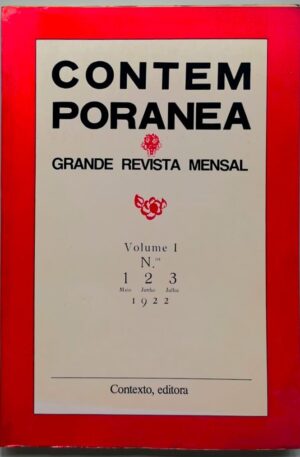 CONTEM
PORANEA
GRANDE REVISTA MENSAL
Volume I
N.os
1 2 3
Maio Junho Julho
1922
Contexto, editora